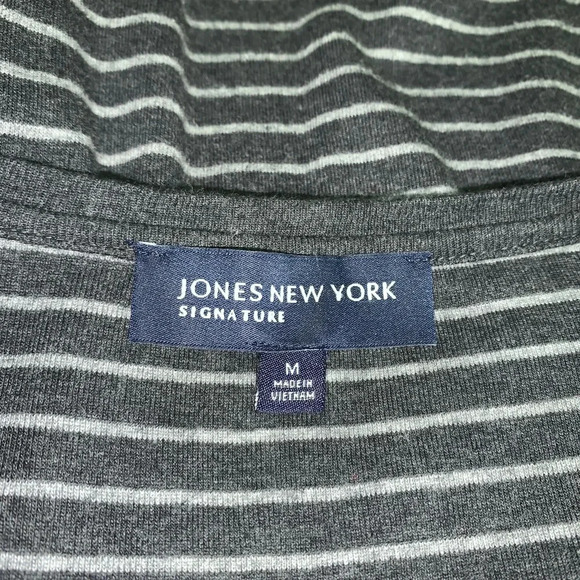 JONES NEW YORK
SIGNATURE
M
MADE IN
VIETNAM